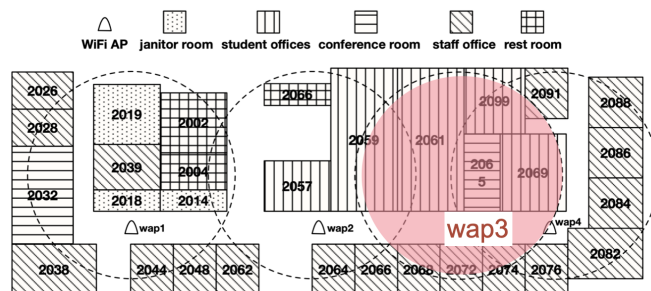 WiFi AP janitor room student offices conference room staff office rest room
2026 2019 2002 2066 2059 2061 2099 2091 2088
2028
2032 2039 2004 2057 2065 2069 2086
2018 2014 2084
wap1 wap2 wap3 wap4
2038 2044 2048 2062 2064 2066 2068 2072 2074 2076 2082